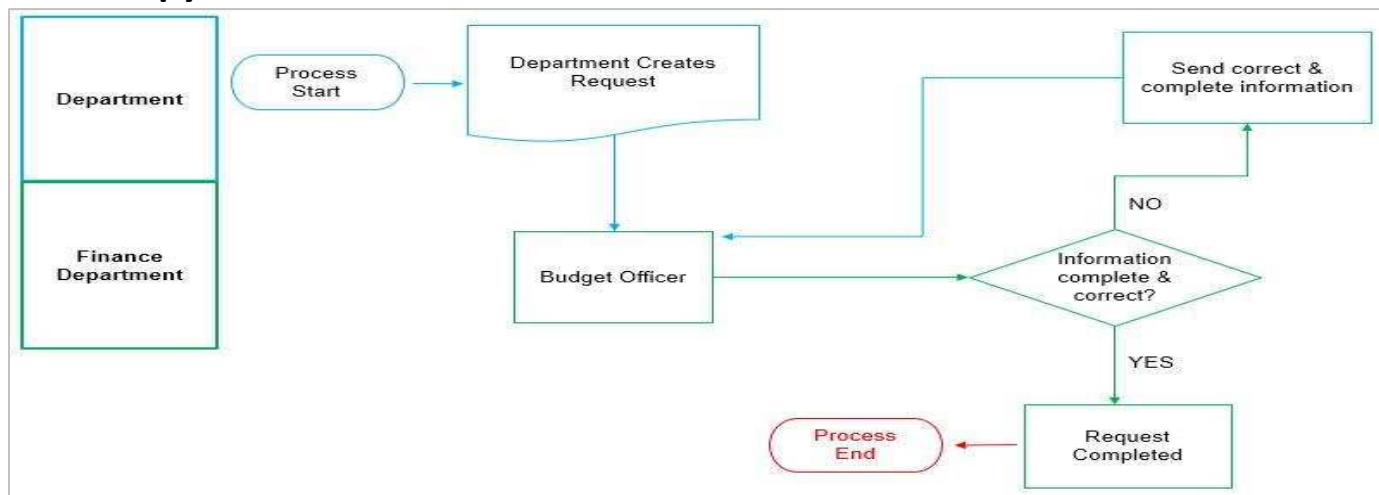 Department
Process
Start
Department Creates
Request
Send correct &
complete information
Finance
Department
Budget Officer
NO
Information
complete &
correct?
YES
Process
End
Request
Completed